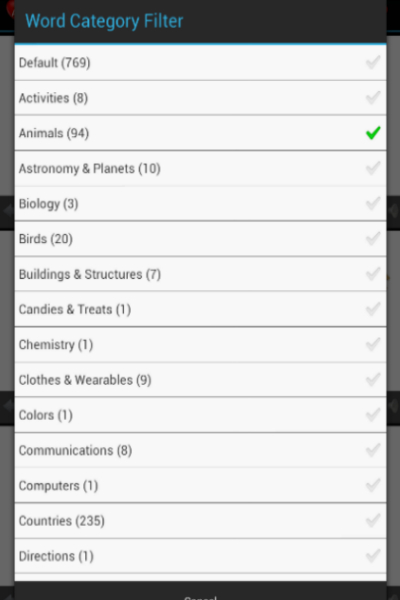 Word Category Filter
Default (769)
Activities (8)
Animals (94)
Astronomy & Planets (10)
Biology (3)
Birds (20)
Buildings & Structures (7)
Candies & Treats (1)
Chemistry (1)
Clothes & Wearables (9)
Colors (1)
Communications (8)
Computers (1)
Countries (235)
Directions (1)
Cancel